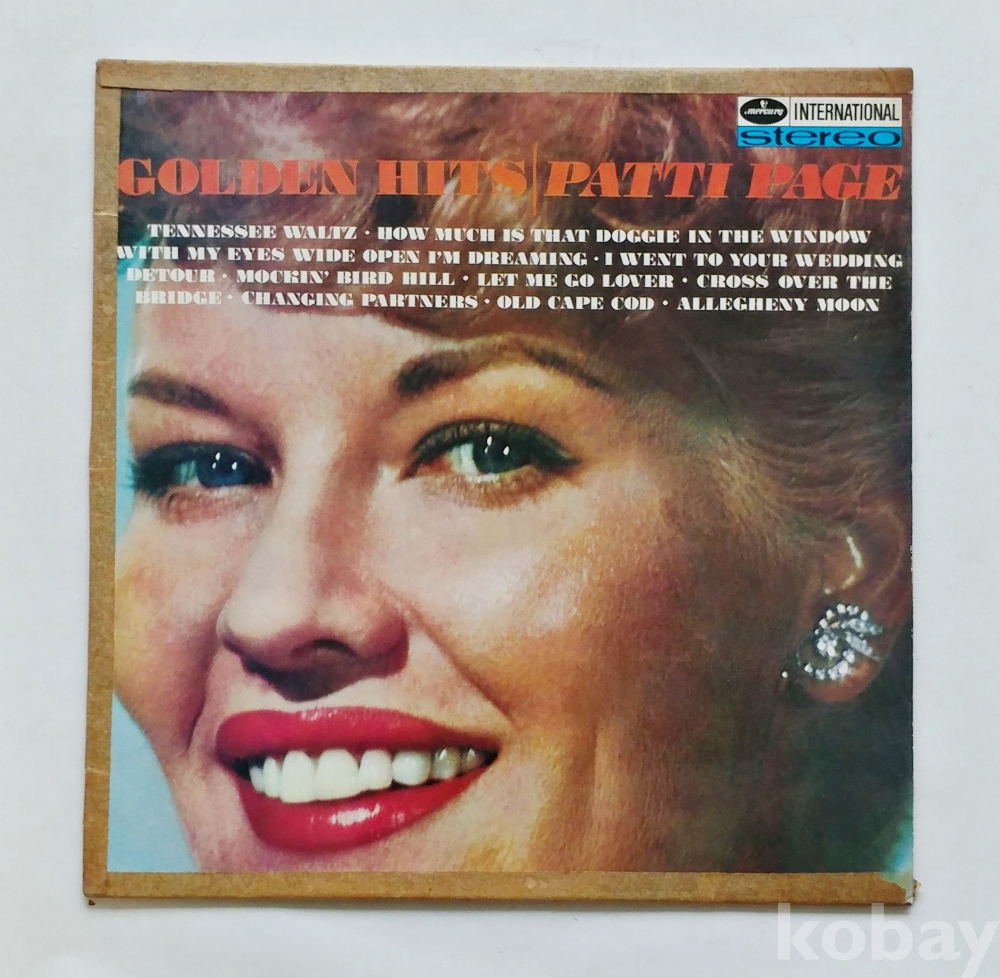 mercury INTERNATIONAL
stereo
GOLDEN HITS|PATTI PAGE
TENNESSEE WALTZ · HOW MUCH IS THAT DOGGIE IN THE WINDOW
WITH MY EYES WIDE OPEN I'M DREAMING · I WENT TO YOUR WEDDING
DETOUR · MOCKIN' BIRD HILL · LET ME GO LOVER · CROSS OVER THE
BRIDGE · CHANGING PARTNERS · OLD CAPE COD · ALLEGHENY MOON
kobay